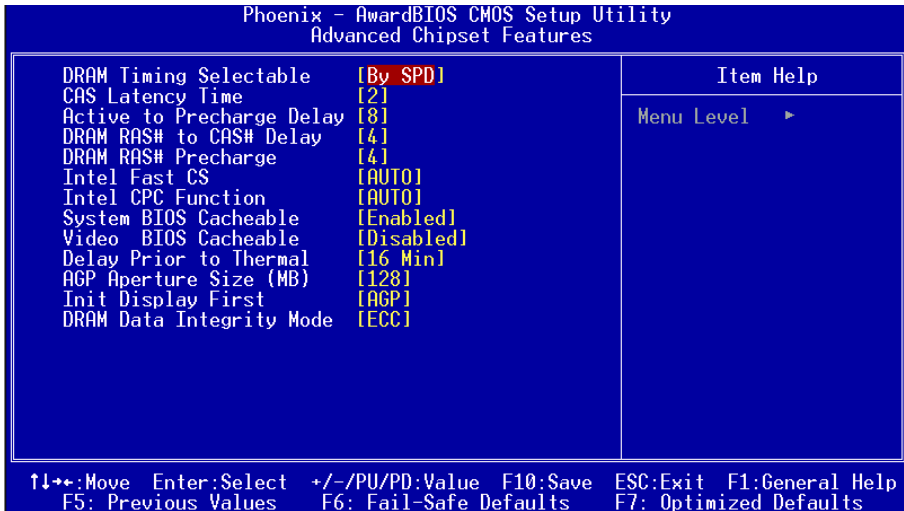 Phoenix - AwardBIOS CMOS Setup Utility
Advanced Chipset Features
DRAM Timing Selectable [By SPD]
CAS Latency Time [2]
Active to Precharge Delay [8]
DRAM RAS# to CAS# Delay [4]
DRAM RAS# Precharge [4]
Intel Fast CS [AUTO]
Intel CPC Function [AUTO]
System BIOS Cacheable [Enabled]
Video BIOS Cacheable [Disabled]
Delay Prior to Thermal [16 Min]
AGP Aperture Size (MB) [128]
Init Display First [AGP]
DRAM Data Integrity Mode [ECC]
Item Help
Menu Level ►
↑↓→←:Move Enter:Select +/-/PU/PD:Value F10:Save ESC:Exit F1:General Help
F5: Previous Values F6: Fail-Safe Defaults F7: Optimized Defaults